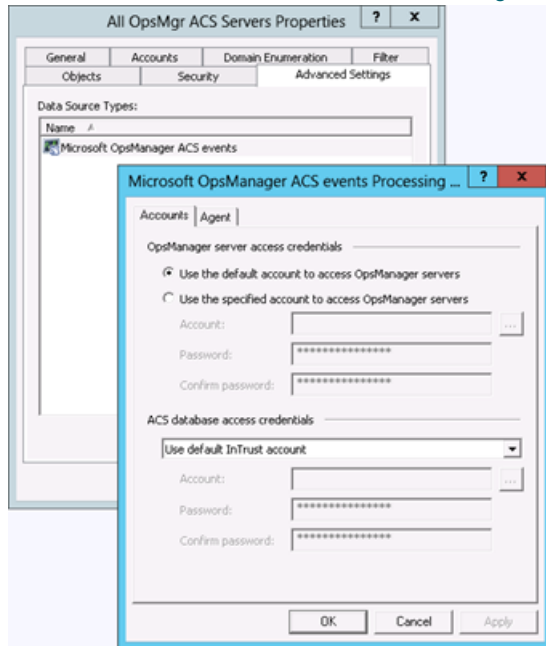 All OpsMgr ACS Servers Properties ? x
General Accounts Domain Enumeration Filter
Objects Security Advanced Settings
Data Source Types:
Name
Microsoft OpsManager ACS events
Microsoft OpsManager ACS events Processing ... ? x
Accounts Agent
OpsManager server access credentials
Use the default account to access OpsManager servers
Use the specified account to access OpsManager servers
Account: ...
Password: ***************
Confirm password: ***************
ACS database access credentials
Use default InTrust account
Account: ...
Password: ***************
Confirm password: ***************
OK Cancel Apply